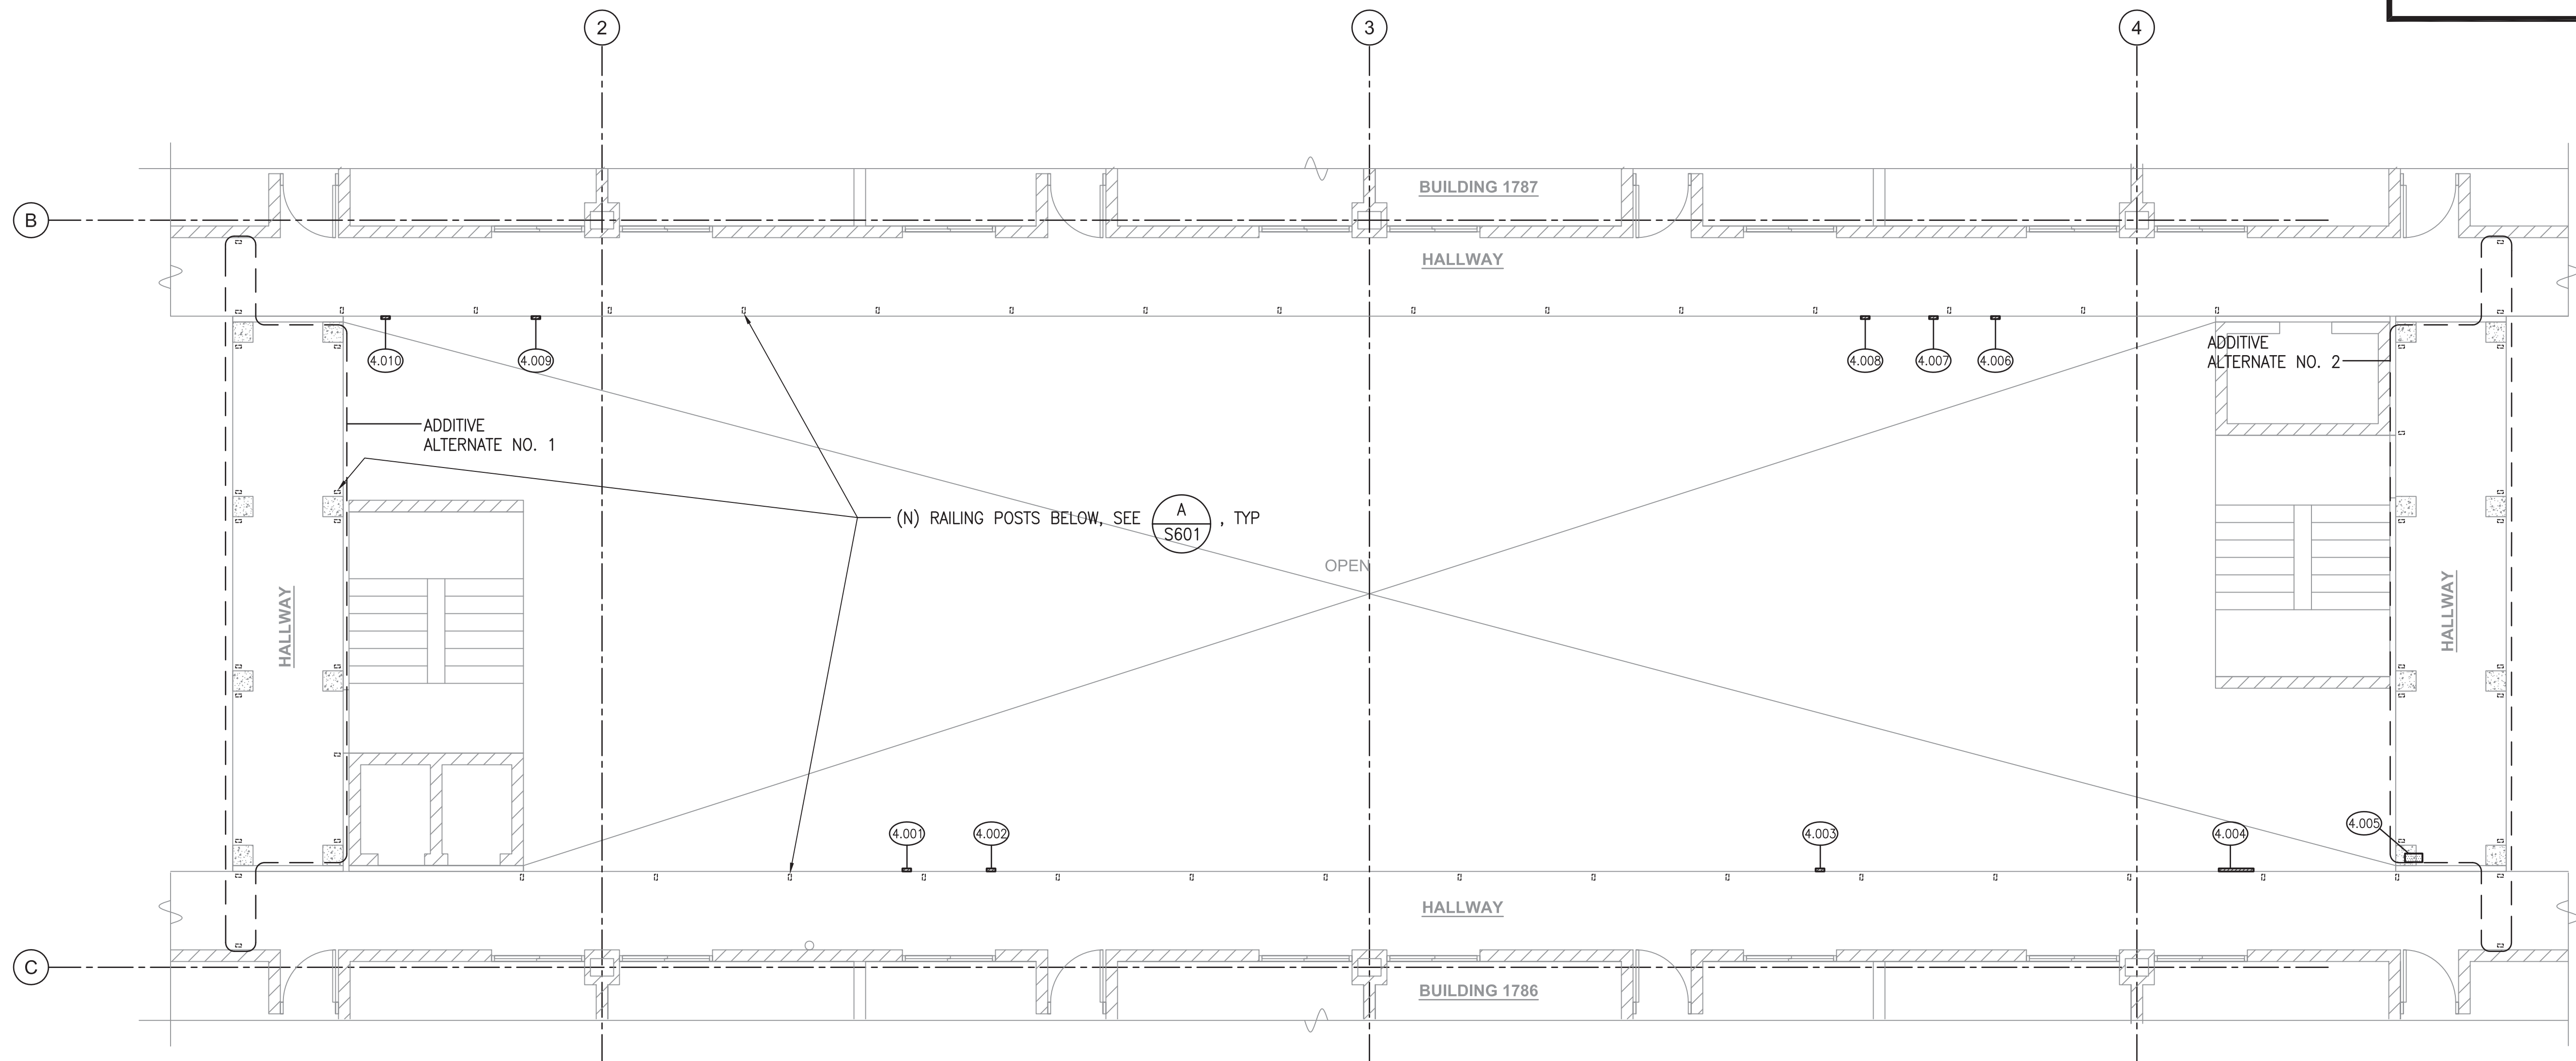 2
3
4
BUILDING 1787
B
HALLWAY
4.010
4.009
4.008
4.007
4.006
ADDITIVE
ALTERNATE NO. 2
ADDITIVE
ALTERNATE NO. 1
(N) RAILING POSTS BELOW, SEE A , TYP
S601
OPEN
HALLWAY
HALLWAY
4.001
4.002
4.003
4.004
4.005
HALLWAY
C
BUILDING 1786